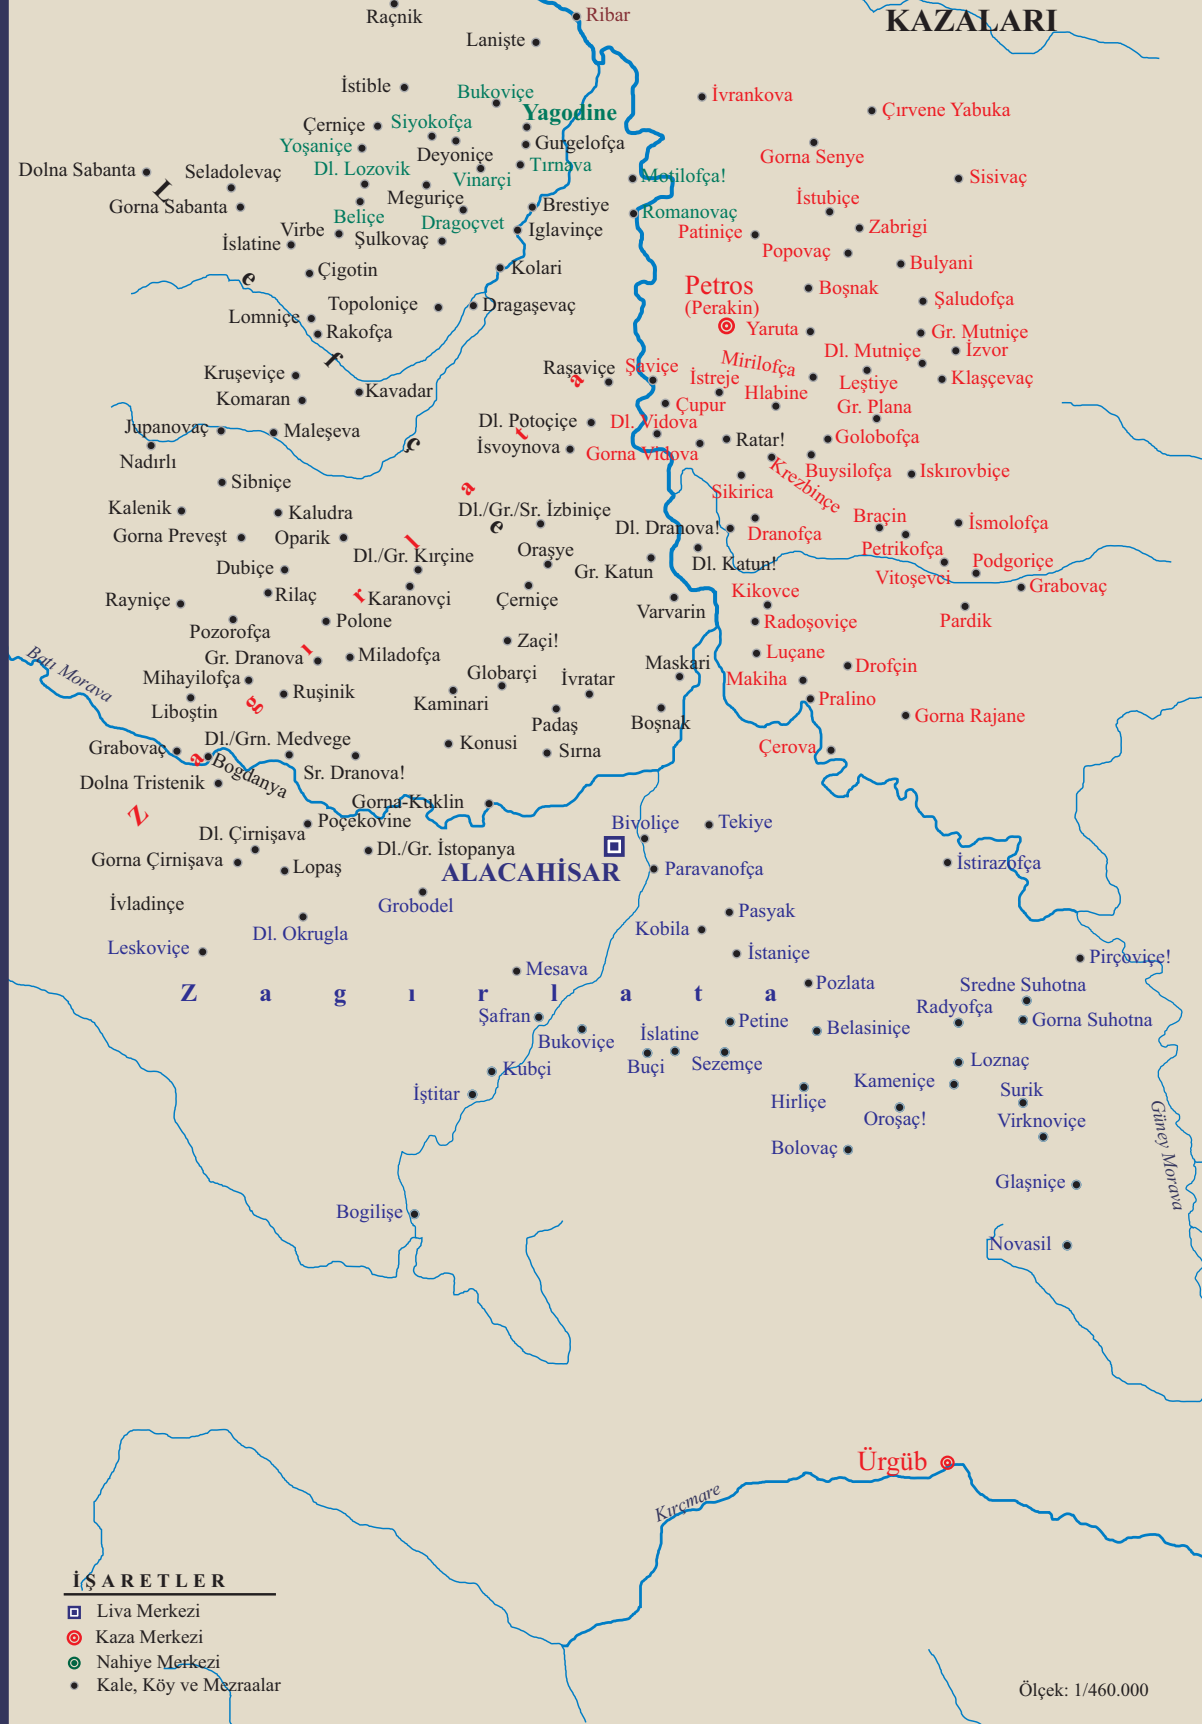 Raçnik
Ribar
KAZALARI
Lanişte
İstible
Bukoviçe
İvrankova
Çırvene Yabuka
Yagodine
Çerniçe
Siyokofça
Gurgelofça
Yoşaniçe
Deyoniçe
Gorna Senye
Dolna Sabanta
Seladolevaç
Dl. Lozovik
Vinarçi
Tırnava
Motilofça!
Sisivaç
Gorna Sabanta
Meguriçe
Brestiye
Romanovaç
İstubiçe
Virbe
Beliçe
Dragoçvet
Iglavinçe
Patiniçe
Zabrigi
İslatine
Şulkovaç
Popovaç
Çigotin
Kolari
Bulyani
Petros
(Perakin)
Boşnak
Şaludofça
Topoloniçe
Dragaşevaç
Lomniçe
Rakofça
Yaruta
Gr. Mutniçe
Dl. Mutniçe
İzvor
Kruşeviçe
Raşaviçe
Şaviçe
Mirilofça
İstreje
Leştiye
Klaşçevaç
Komaran
Kavadar
Hlabine
Çupur
Gr. Plana
Jupanovaç
Maleşeva
Dl. Potoçiçe
Dl. Vidova
Ratar!
Golobofça
Nadırlı
İsvoynova
Gorna Vidova
Krezbinçe
Buysilofça
Iskırovbiçe
Sibniçe
Sikirica
Kalenik
Kaludra
Dl./Gr./Sr. İzbiniçe
Dl. Dranova!
Dranofça
Braçin
İsmolofça
Gorna Preveşt
Oparik
Dl./Gr. Kırçine
Oraşye
Petrikofça
Dubiçe
Gr. Katun
Dl. Katun!
Vitoşevci
Podgoriçe
Rayniçe
Rilaç
Karanovçi
Çerniçe
Varvarin
Kikovce
Grabovaç
Pozorofça
Polone
Radoşoviçe
Pardik
Zaçi!
Batı Morava
Gr. Dranova
Miladofça
Luçane
Mihayilofça
Globarçi
İvratar
Maskari
Drofçin
Liboştin
Ruşinik
Kaminari
Makiha
Pralino
Padaş
Boşnak
Gorna Rajane
Grabovaç
Dl./Grn. Medvege
Konusi
Sırna
Çerova
Bogdanya
Sr. Dranova!
Dolna Tristenik
Gorna-Kuklin
Poçekovine
Dl. Çirnişava
Bivoliçe
Tekiye
Gorna Çirnişava
Dl./Gr. İstopanya
Lopaş
ALACAHİSAR
Paravanofça
İstirazofça
İvladinçe
Grobodel
Pasyak
Leskoviçe
Dl. Okrugla
Kobila
İstaniçe
Pirçoviçe!
Mesava
Pozlata
Sredne Suhotna
Z a g ı r l a t a
Z a g ı r l a t a
L e f ç e
Şafran
Petine
Radyofça
Gorna Suhotna
Bukoviçe
İslatine
Belasiniçe
Buçi
Sezemçe
Loznaç
Kubçi
Kameniçe
Surik
İştitar
Hirliçe
Oroşaç!
Virknoviçe
Bolovaç
Güney Morava
Glaşniçe
Bogilişe
Novasil
Ürgüb
Kırçmare
İŞARETLER
Liva Merkezi
Kaza Merkezi
Nahiye Merkezi
Kale, Köy ve Mezraalar
Ölçek: 1/460.000